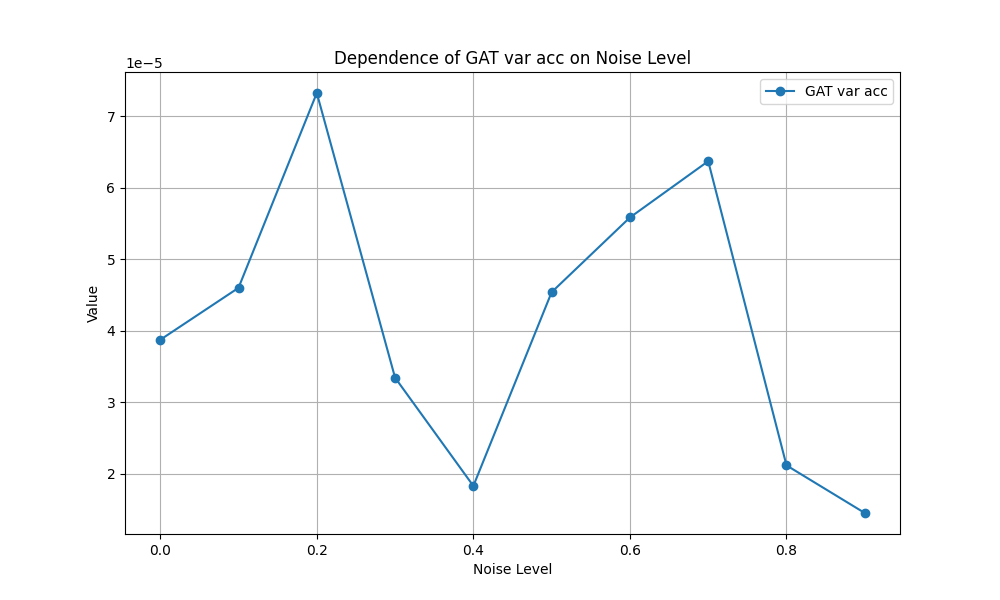 Dependence of GAT var acc on Noise Level
1e−5
GAT var acc
7
6
5
4
3
2
Value
0.0 0.2 0.4 0.6 0.8
Noise Level